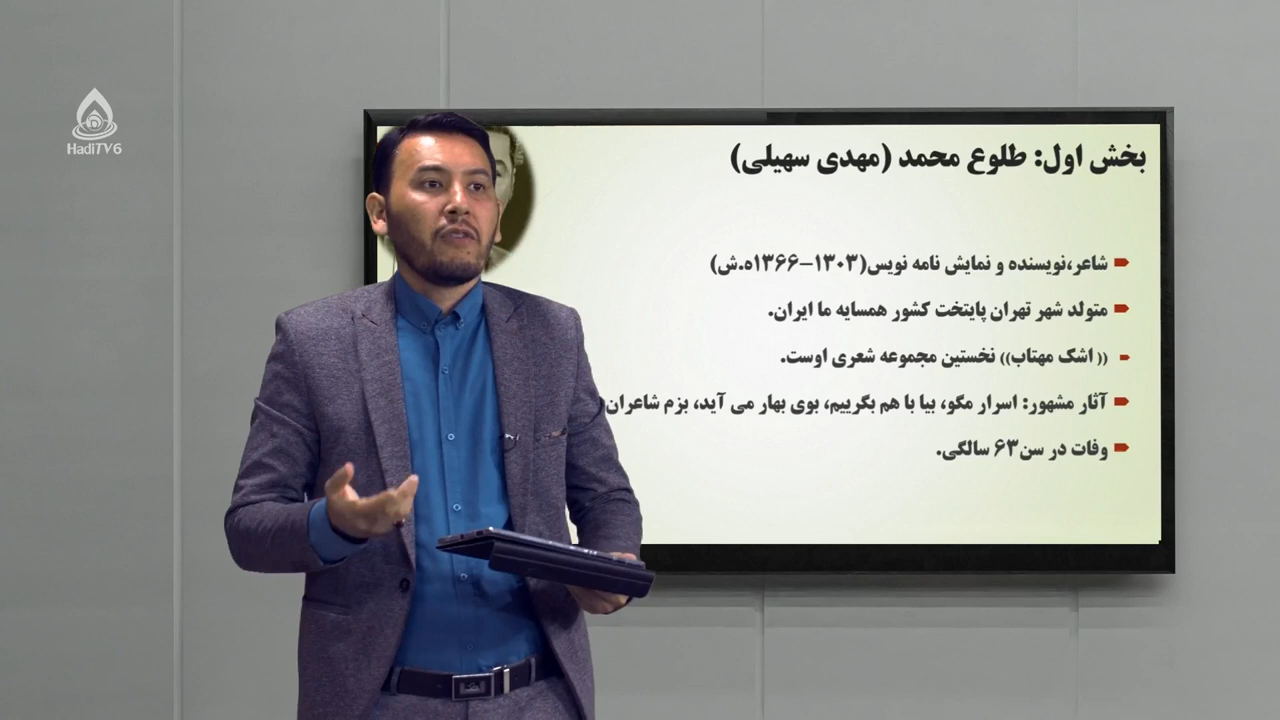 HadiTV6
بخش اول: طلوع محمد (مهدی سهیلی)
شاعر،نویسنده و نمایش نامه نویس(۱۳۰۳-۱۳۶۶ه.ش)
متولد شهر تهران پایتخت کشور همسایه ما ایران.
(( اشک مهتاب)) نخستین مجموعه شعری اوست.
آثار مشهور: اسرار مگو، بیا با هم بگرییم، بوی بهار می آید، بزم شاعران
وفات در سن۶۳ سالگی.